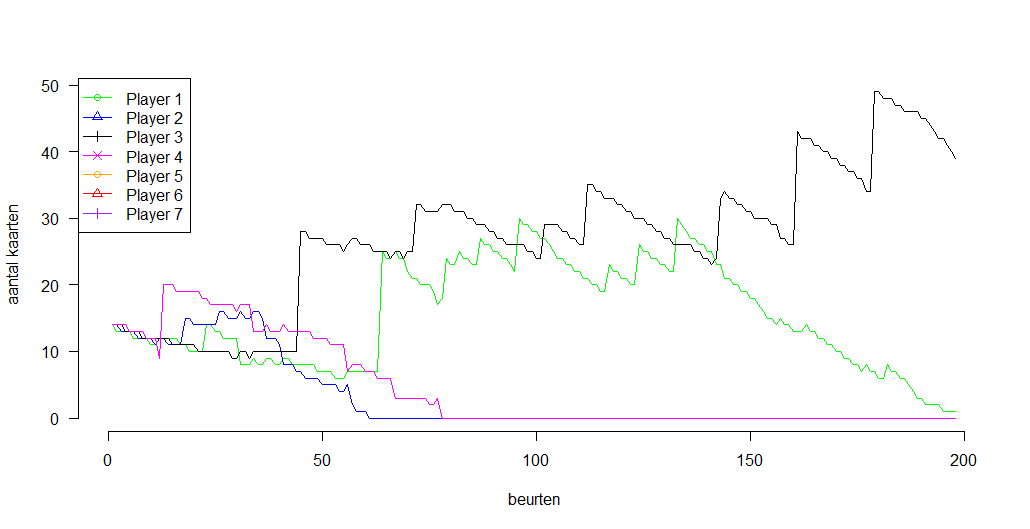 aantal kaarten
50
40
30
20
10
0
Player 1
Player 2
Player 3
Player 4
Player 5
Player 6
Player 7
0 50 100 150 200
beurten